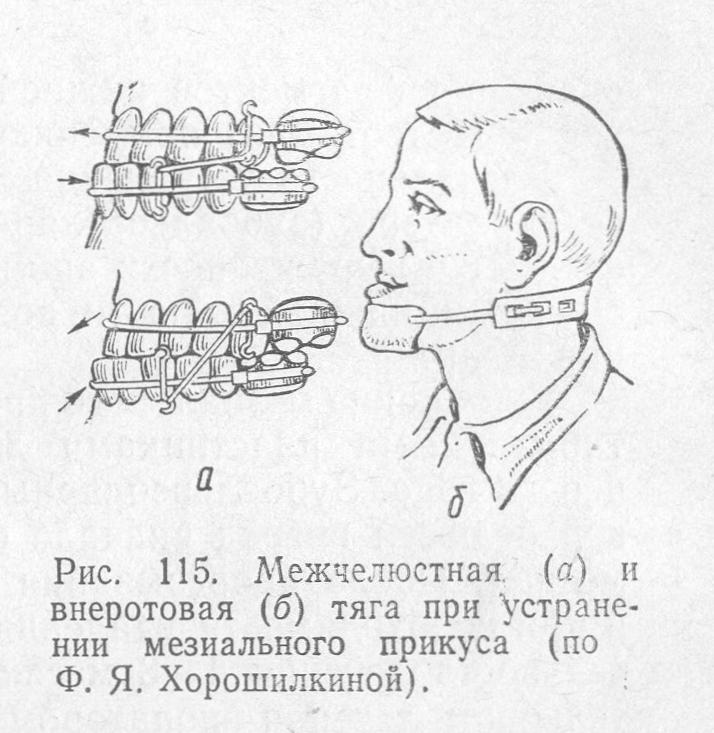 а
б
Рис. 115. Межчелюстная (а) и
внеротовая (б) тяга при устране-
нии мезиального прикуса (по
Ф. Я. Хорошилкиной).